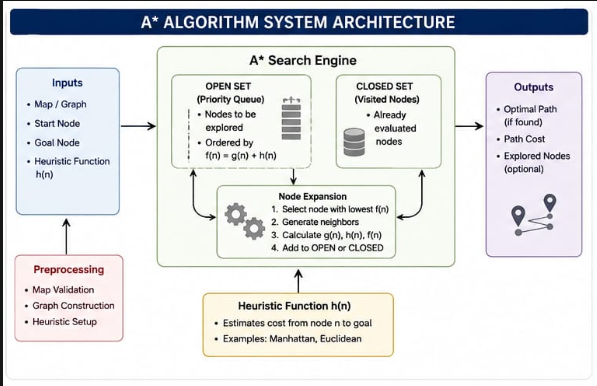 A* ALGORITHM SYSTEM ARCHITECTURE
Inputs
• Map / Graph
• Start Node
• Goal Node
• Heuristic Function
h(n)
Preprocessing
• Map Validation
• Graph Construction
• Heuristic Setup
A* Search Engine
OPEN SET
(Priority Queue)
• Nodes to be
explored
• Ordered by
f(n) = g(n) + h(n)
CLOSED SET
(Visited Nodes)
• Already
evaluated
nodes
Node Expansion
1. Select node with lowest f(n)
2. Generate neighbors
3. Calculate g(n), h(n), f(n)
4. Add to OPEN or CLOSED
Heuristic Function h(n)
• Estimates cost from node n to goal
• Examples: Manhattan, Euclidean
Outputs
• Optimal Path
(if found)
• Path Cost
• Explored Nodes
(optional)